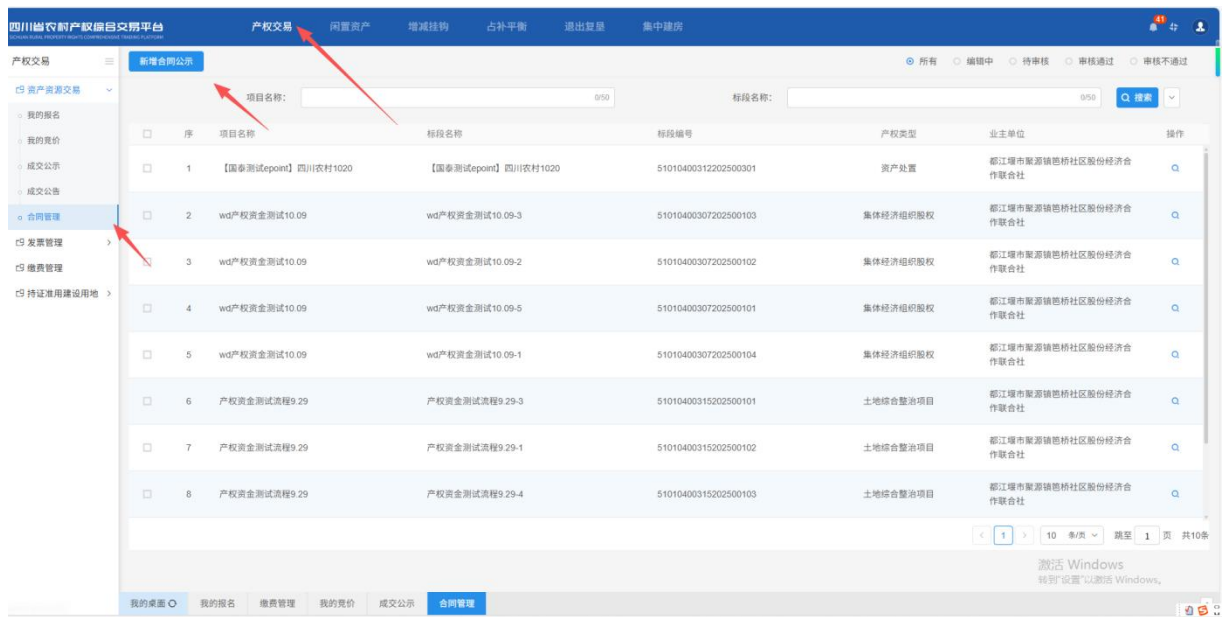 四川省农村产权综合交易平台
SICHUAN RURAL PROPERTY RIGHTS COMPREHENSIVE TRADING PLATFORM
产权交易 闲置资产 增减挂钩 占补平衡 退出复垦 集中建房
41
产权交易
资产资源交易
我的报名
我的竞价
成交公示
成交公告
合同管理
发票管理
缴费管理
持证准用建设用地
新增合同公示
所有 编辑中 待审核 审核通过 审核不通过
项目名称: 0/50 标段名称: 0/50 搜索
序 项目名称 标段名称 标段编号 产权类型 业主单位 操作
1 【国泰测试epoint】四川农村1020 【国泰测试epoint】四川农村1020 51010400312202500301 资产处置 都江堰市聚源镇笆桥社区股份经济合
作联合社
2 wd产权资金测试10.09 wd产权资金测试10.09-3 51010400307202500103 集体经济组织股权 都江堰市聚源镇笆桥社区股份经济合
作联合社
3 wd产权资金测试10.09 wd产权资金测试10.09-2 51010400307202500102 集体经济组织股权 都江堰市聚源镇笆桥社区股份经济合
作联合社
4 wd产权资金测试10.09 wd产权资金测试10.09-5 51010400307202500101 集体经济组织股权 都江堰市聚源镇笆桥社区股份经济合
作联合社
5 wd产权资金测试10.09 wd产权资金测试10.09-1 51010400307202500104 集体经济组织股权 都江堰市聚源镇笆桥社区股份经济合
作联合社
6 产权资金测试流程9.29 产权资金测试流程9.29-3 51010400315202500101 土地综合整治项目 都江堰市聚源镇笆桥社区股份经济合
作联合社
7 产权资金测试流程9.29 产权资金测试流程9.29-1 51010400315202500102 土地综合整治项目 都江堰市聚源镇笆桥社区股份经济合
作联合社
8 产权资金测试流程9.29 产权资金测试流程9.29-4 51010400315202500103 土地综合整治项目 都江堰市聚源镇笆桥社区股份经济合
作联合社
1 10 条/页 跳至 1 页 共10条
激活 Windows
转到"设置"以激活 Windows。
我的桌面 我的报名 缴费管理 我的竞价 成交公示 合同管理